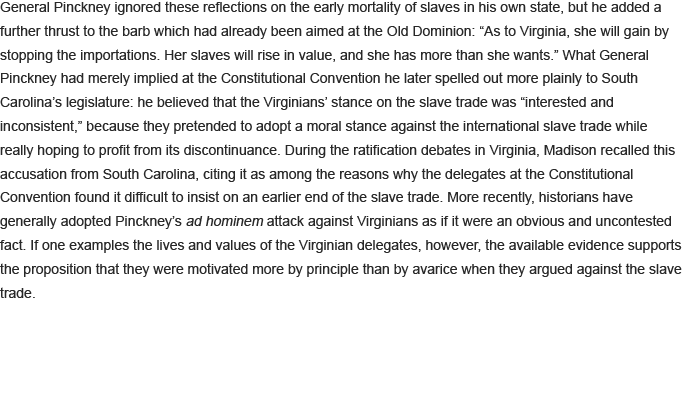 General Pinckney ignored these reflections on the early mortality of slaves in his own state, but he added a
further thrust to the barb which had already been aimed at the Old Dominion: “As to Virginia, she will gain by
stopping the importations. Her slaves will rise in value, and she has more than she wants.” What General
Pinckney had merely implied at the Constitutional Convention he later spelled out more plainly to South
Carolina’s legislature: he believed that the Virginians’ stance on the slave trade was “interested and
inconsistent,” because they pretended to adopt a moral stance against the international slave trade while
really hoping to profit from its discontinuance. During the ratification debates in Virginia, Madison recalled this
accusation from South Carolina, citing it as among the reasons why the delegates at the Constitutional
Convention found it difficult to insist on an earlier end of the slave trade. More recently, historians have
generally adopted Pinckney’s ad hominem attack against Virginians as if it were an obvious and uncontested
fact. If one examples the lives and values of the Virginian delegates, however, the available evidence supports
the proposition that they were motivated more by principle than by avarice when they argued against the slave
trade.